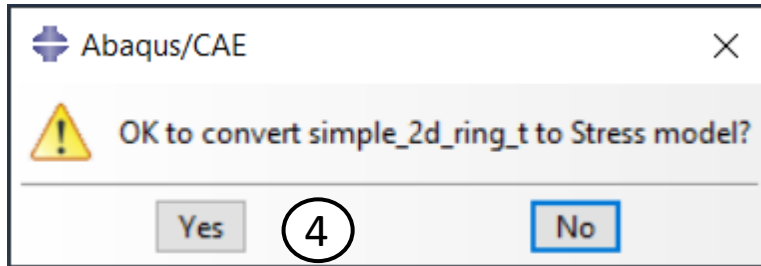 Abaqus/CAE
OK to convert simple_2d_ring_t to Stress model?
Yes 4 No